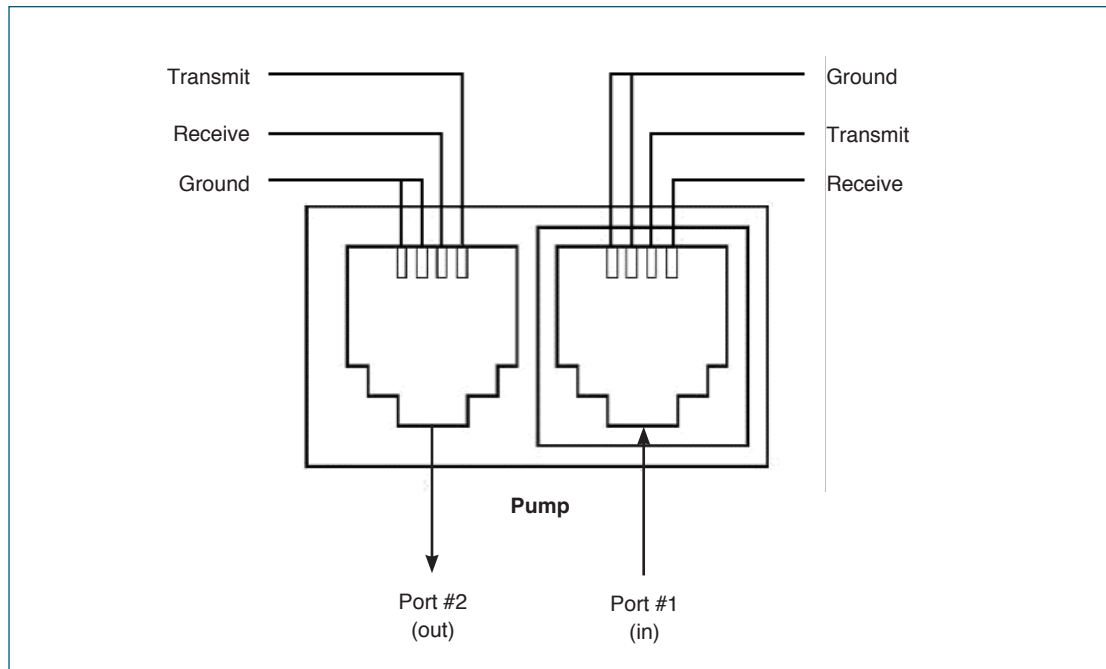 Transmit
Receive
Ground
Ground
Transmit
Receive
Pump
Port #2
(out)
Port #1
(in)